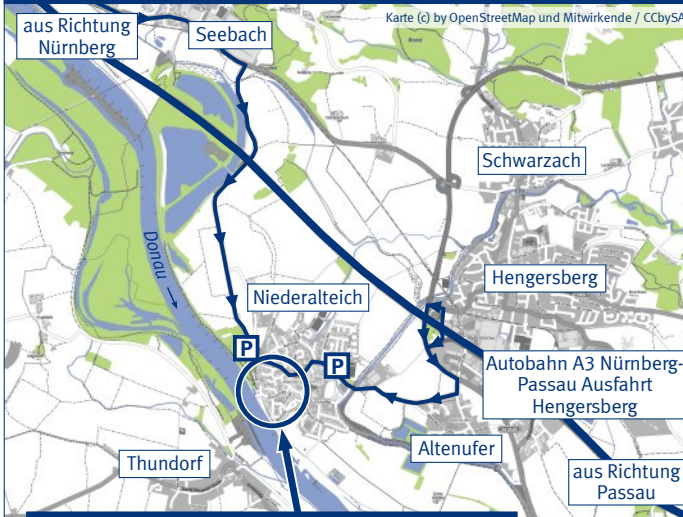 Karte (c) by OpenStreetMap und Mitwirkende / CCbySA
aus Richtung
Nürnberg
Seebach
Schwarzach
Donau
Hengersberg
Niederalteich
P
P
Autobahn A3 Nürnberg-
Passau Ausfahrt
Hengersberg
Altenufer
Thundorf
aus Richtung
Passau